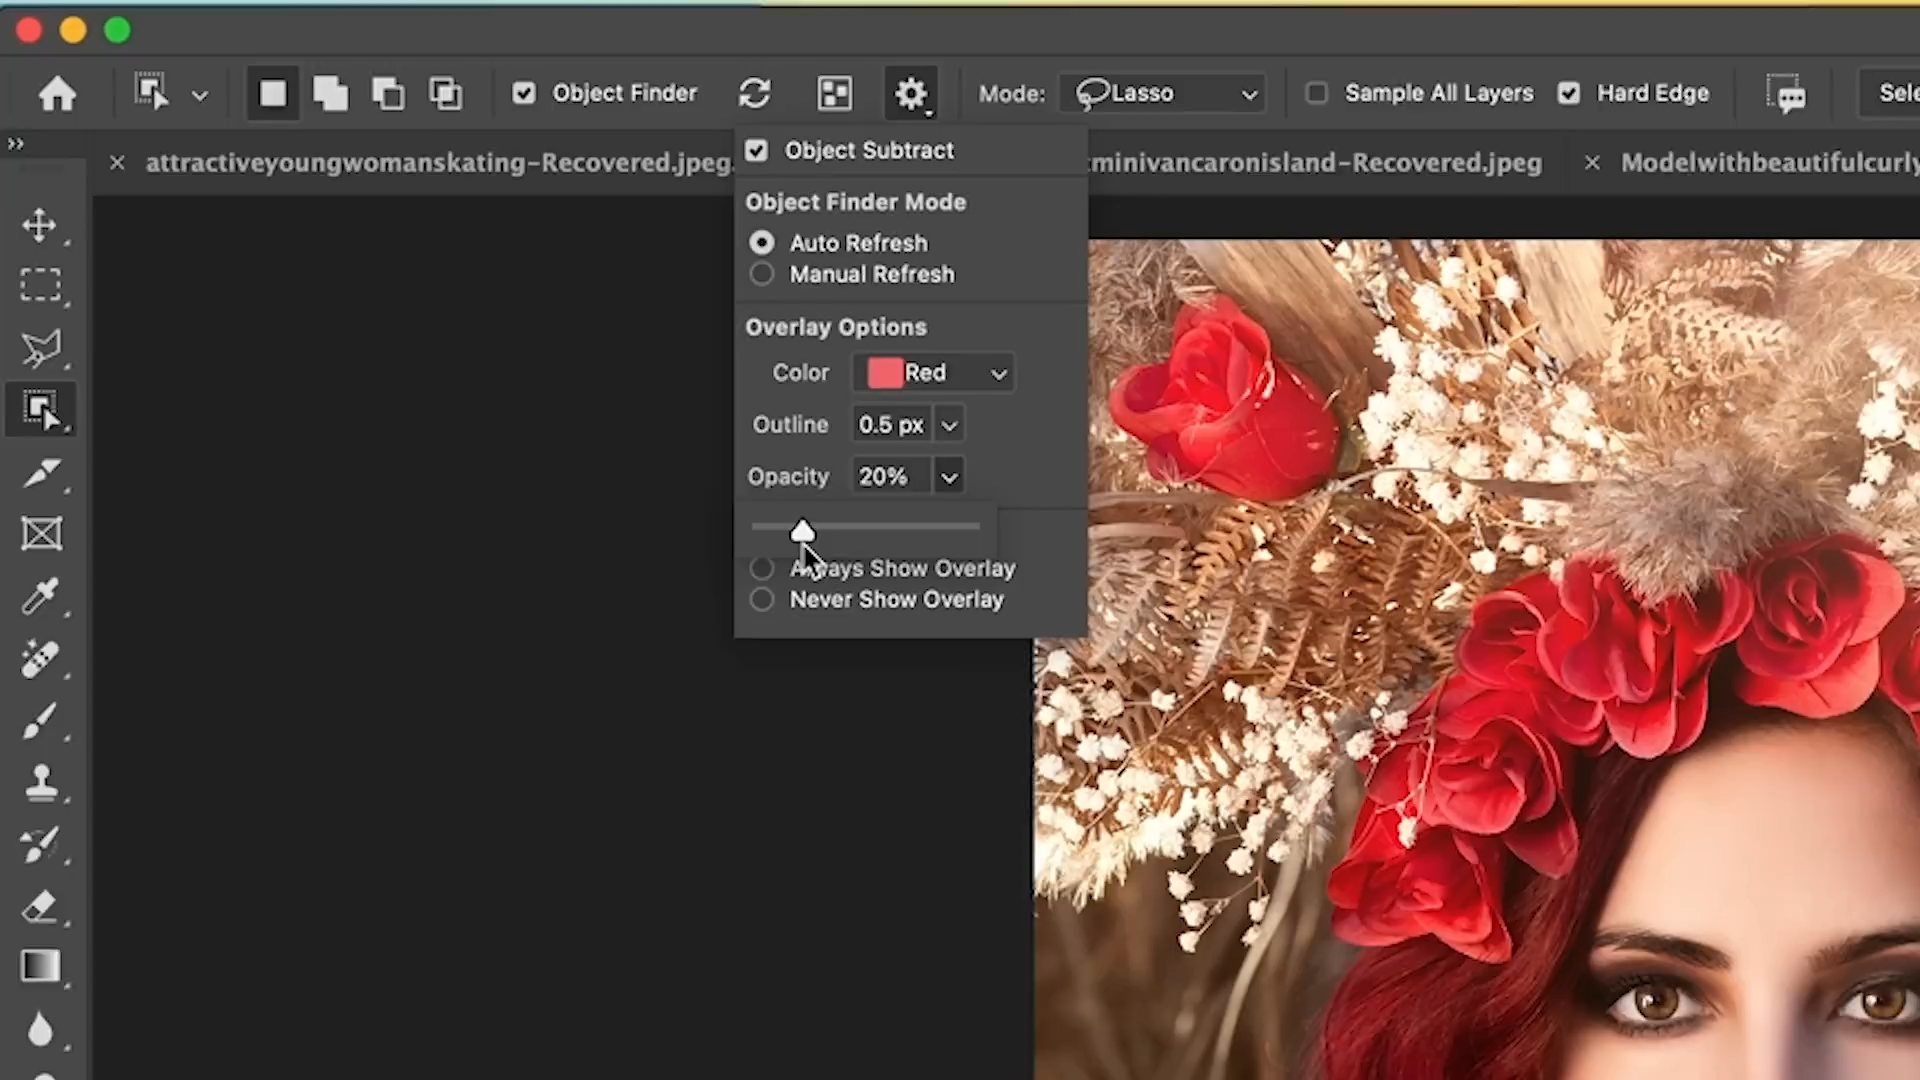 Object Finder
Mode: Lasso
Sample All Layers
Hard Edge
Sele
attractiveyoungwomanskating-Recovered.jpeg
minivancaronisland-Recovered.jpeg
Modelwithbeautifulcurly
Object Subtract
Object Finder Mode
Auto Refresh
Manual Refresh
Overlay Options
Color Red
Outline 0.5 px
Opacity 20%
Always Show Overlay
Never Show Overlay